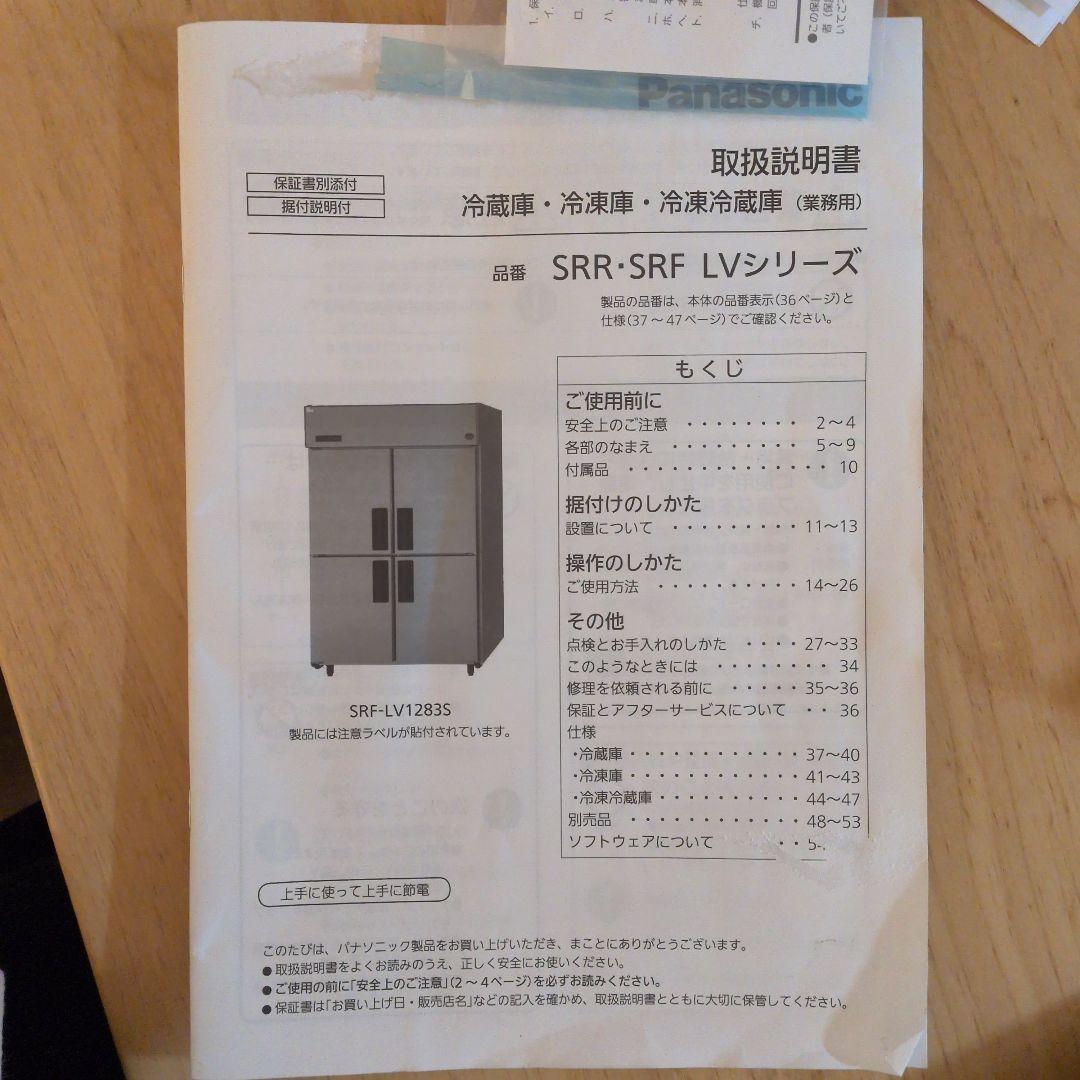 Panasonic
取扱説明書
保証書別添付
据付説明付
冷蔵庫・冷凍庫・冷凍冷蔵庫（業務用）
品番 SRR・SRF LVシリーズ
製品の品番は、本体の品番表示（36ページ）と
仕様（37～47ページ）でご確認ください。
もくじ
ご使用前に
安全上のご注意 ・・・・・・・・ 2～4
各部のなまえ ・・・・・・・・・ 5～9
付属品 ・・・・・・・・・・・・・・ 10
据付けのしかた
設置について ・・・・・・・・・ 11～13
操作のしかた
ご使用方法 ・・・・・・・・・・ 14～26
その他
点検とお手入れのしかた ・・・・ 27～33
このようなときには ・・・・・・・・ 34
修理を依頼される前に ・・・・・ 35～36
保証とアフターサービスについて ・・ 36
仕様
・冷蔵庫・・・・・・・・・・・・ 37～40
・冷凍庫・・・・・・・・・・・・ 41～43
・冷凍冷蔵庫・・・・・・・・・・ 44～47
別売品 ・・・・・・・・・・・・ 48～53
ソフトウェアについて
SRF-LV1283S
製品には注意ラベルが貼付されています。
上手に使って上手に節電
このたびは、パナソニック製品をお買い上げいただき、まことにありがとうございます。
●取扱説明書をよくお読みのうえ、正しく安全にお使いください。
●ご使用の前に「安全上のご注意」（2～4ページ）を必ずお読みください。
●保証書は「お買い上げ日・販売店名」などの記入を確かめ、取扱説明書とともに大切に保管してください。